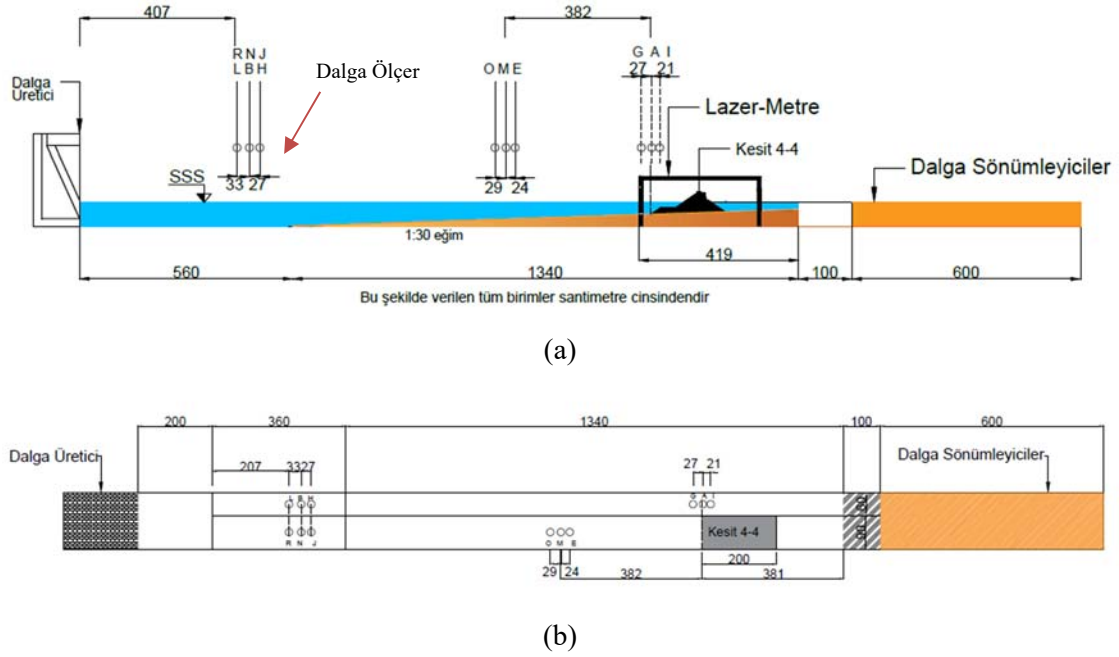 407
382
R N J
L B H
Dalga Ölçer
O M E
G A I
27 21
Dalga
Üretici
Lazer-Metre
Kesit 4-4
33 27
29 24
SSS
Dalga Sönümleyiciler
1:30 eğim
419
560
1340
100
600
Bu şekilde verilen tüm birimler santimetre cinsindendir
(a)
200
360
1340
100
600
Dalga Üretici
207
33 27
27 21
Dalga Sönümleyiciler
L B H
G A I
R N J
O M E
Kesit 4-4
29 24
200
382
381
(b)